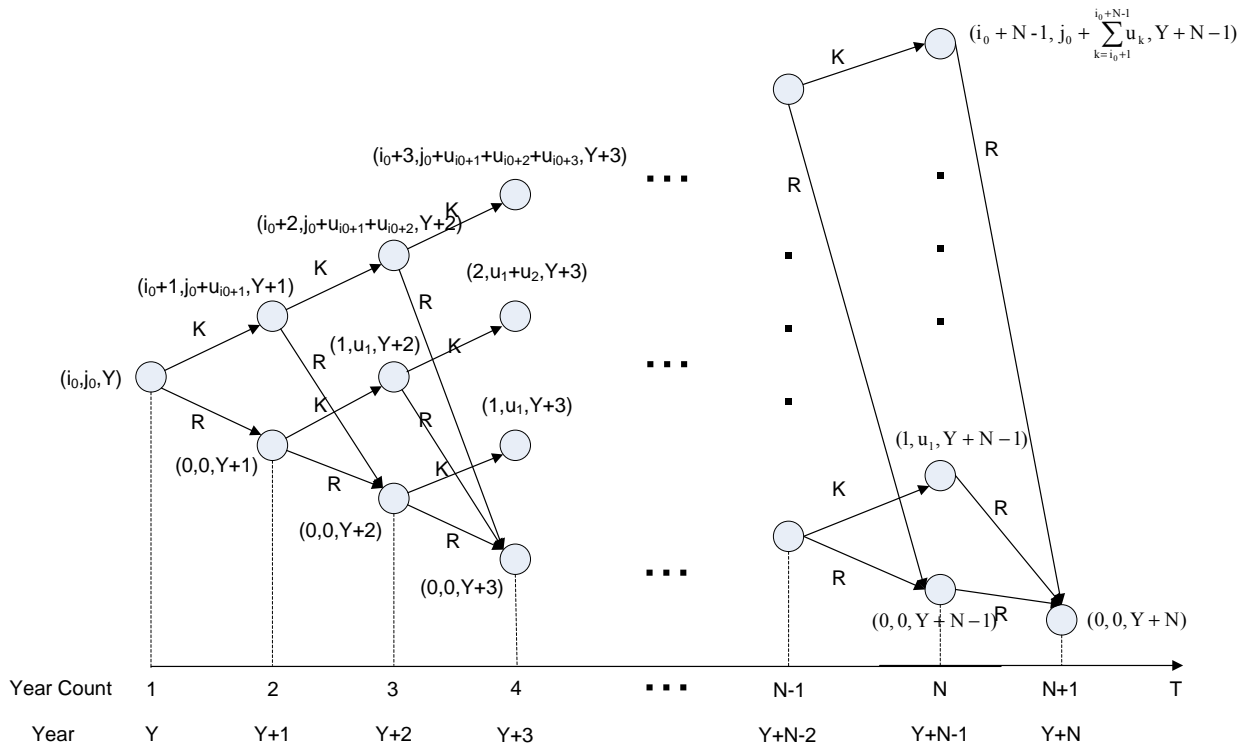 (i₀+N-1, j₀+∑_{k=i₀+1}^{i₀+N-1} u_k, Y+N−1)
K
R
R
(i₀+3,j₀+u_{i0+1}+u_{i0+2}+u_{i0+3},Y+3)
K
(i₀+2,j₀+u_{i0+1}+u_{i0+2},Y+2)
(2,u₁+u₂,Y+3)
K
R
(i₀+1,j₀+u_{i0+1},Y+1)
K
R
(1,u₁,Y+2)
K
(i₀,j₀,Y)
R
K
R
(1,u₁,Y+3)
(0,0,Y+1)
R
K
(1,u₁,Y+N−1)
K
R
(0,0,Y+2)
R
(0,0,Y+3)
R
(0,0,Y+N−1)
R
(0,0,Y+N)
Year Count 1 2 3 4 ... N-1 N N+1 T
Year Y Y+1 Y+2 Y+3 Y+N-2 Y+N-1 Y+N